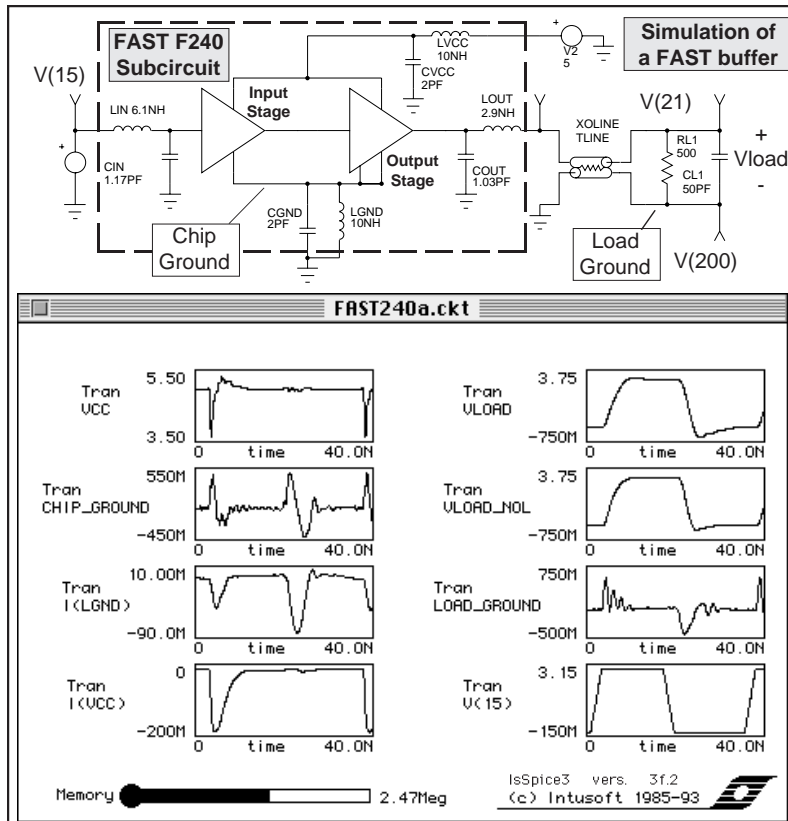 FAST F240
Subcircuit
LVCC
10NH
V2
5
Simulation of
a FAST buffer
V(15)
CVCC
2PF
Input
Stage
LIN 6.1NH
LOUT
2.9NH
V(21)
XOLINE
TLINE
RL1
500
+
Vload
-
CL1
50PF
CIN
1.17PF
Output
Stage
COUT
1.03PF
CGND
2PF
LGND
10NH
Chip
Ground
Load
Ground
V(200)
FAST240a.ckt
Tran
VCC
5.50
3.50
0 time 40.0N
Tran
VLOAD
3.75
-750M
0 time 40.0N
Tran
CHIP_GROUND
550M
-450M
0 time 40.0N
Tran
VLOAD_NOL
3.75
-750M
0 time 40.0N
Tran
I(LGND)
10.00M
-90.0M
0 time 40.0N
Tran
LOAD_GROUND
750M
-500M
0 time 40.0N
Tran
I(VCC)
0
-200M
0 time 40.0N
Tran
V(15)
3.15
-150M
0 time 40.0N
Memory 2.47Meg
IsSpice3 vers. 3f.2
(c) Intusoft 1985-93